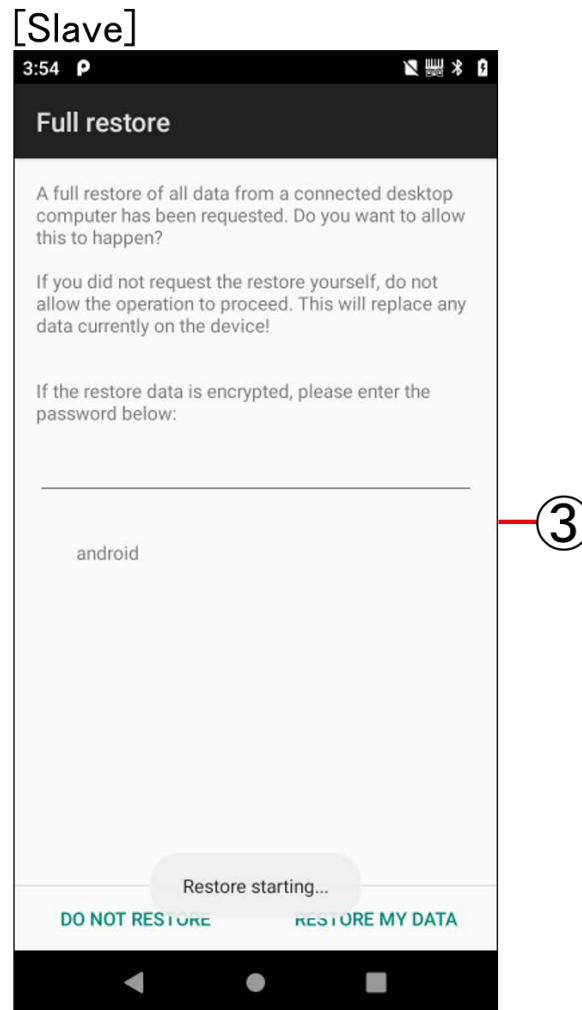 [Slave]
3:54
Full restore
A full restore of all data from a connected desktop
computer has been requested. Do you want to allow
this to happen?
If you did not request the restore yourself, do not
allow the operation to proceed. This will replace any
data currently on the device!
If the restore data is encrypted, please enter the
password below:
③
android
Restore starting...
DO NOT RESTORE RESTORE MY DATA